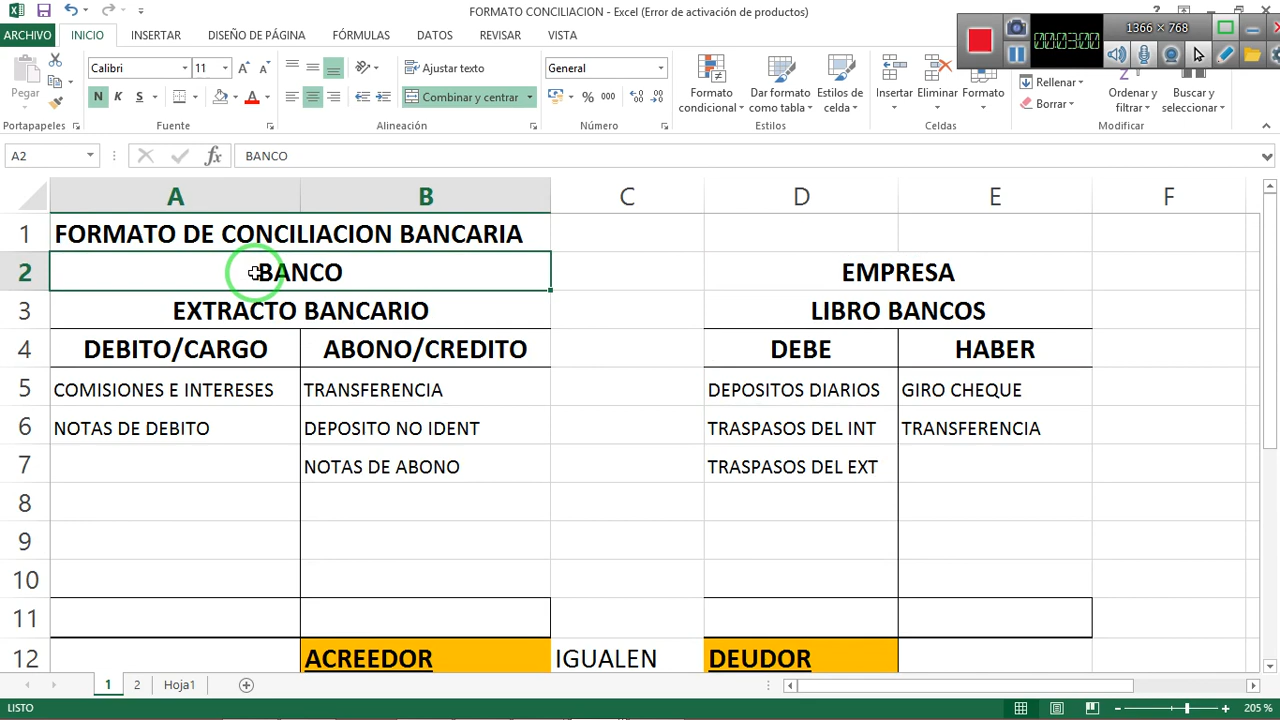 FORMATO CONCILIACION - Excel (Error de activación de productos)
ARCHIVO INICIO INSERTAR DISEÑO DE PÁGINA FÓRMULAS DATOS REVISAR VISTA
1366 × 768
00:03:00
Pegar
Calibri 11
N K S
Ajustar texto
Combinar y centrar
General
% 000
Formato condicional
Dar formato como tabla
Estilos de celda
Insertar
Eliminar
Formato
Rellenar
Borrar
Ordenar y filtrar
Buscar y seleccionar
Portapapeles Fuente Alineación Número Estilos Celdas Modificar
A2 fx BANCO
A B C D E F
1 FORMATO DE CONCILIACION BANCARIA
2 BANCO EMPRESA
3 EXTRACTO BANCARIO LIBRO BANCOS
4 DEBITO/CARGO ABONO/CREDITO DEBE HABER
5 COMISIONES E INTERESES TRANSFERENCIA DEPOSITOS DIARIOS GIRO CHEQUE
6 NOTAS DE DEBITO DEPOSITO NO IDENT TRASPASOS DEL INT TRANSFERENCIA
7 NOTAS DE ABONO TRASPASOS DEL EXT
8
9
10
11
12 ACREEDOR IGUALEN DEUDOR
1 2 Hoja1
LISTO 205 %